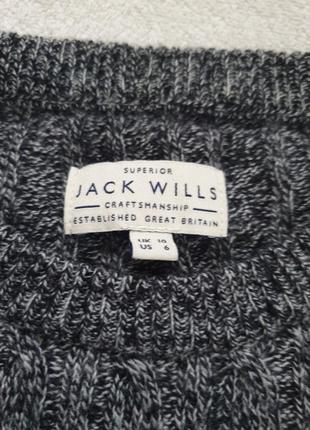 SUPERIOR
JACK WILLS
CRAFTSMANSHIP
ESTABLISHED GREAT BRITAIN
UK 10
US 6